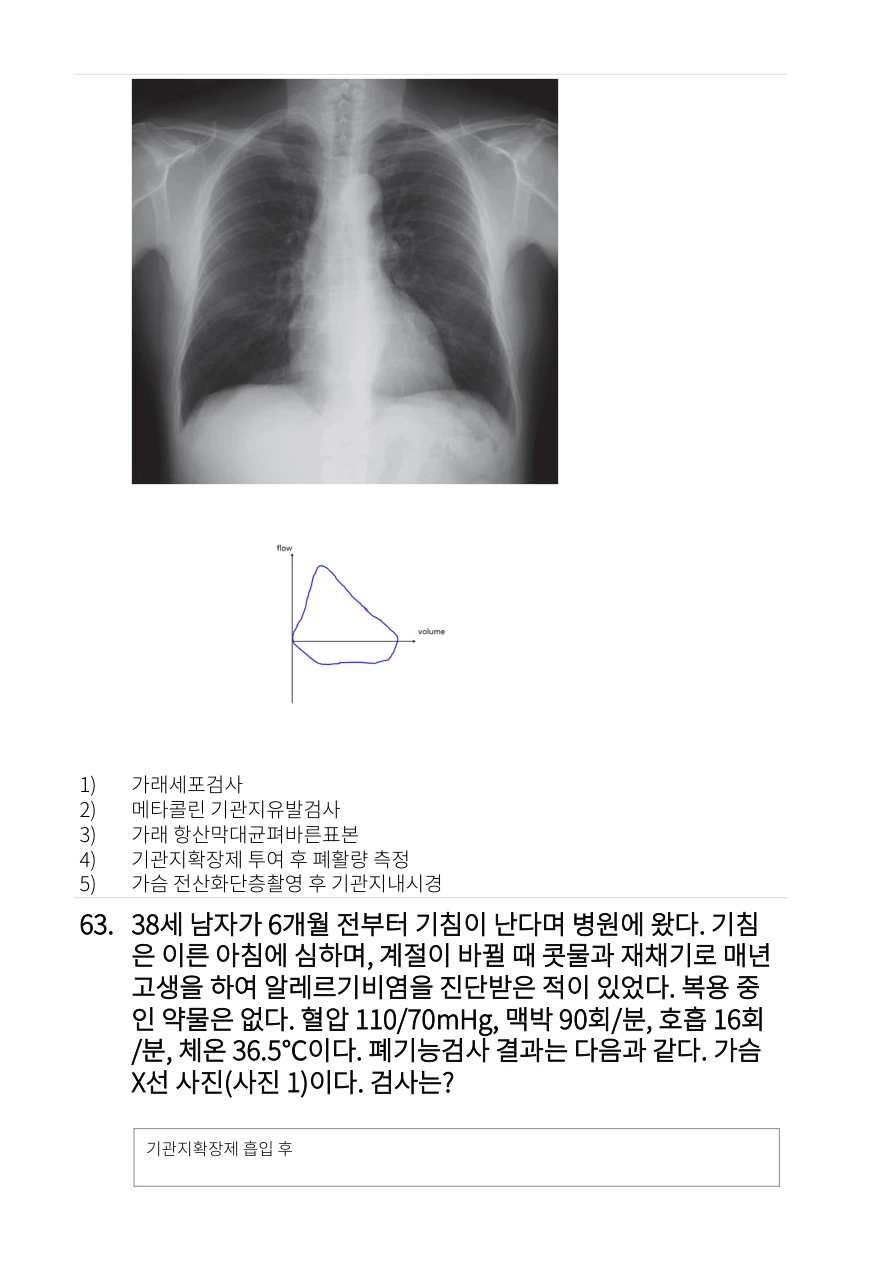 flow
volume
1) 가래세포검사
2) 메타콜린 기관지유발검사
3) 가래 항산막대균펴바른표본
4) 기관지확장제 투여 후 폐활량 측정
5) 가슴 전산화단층촬영 후 기관지내시경
63. 38세 남자가 6개월 전부터 기침이 난다며 병원에 왔다. 기침
은 이른 아침에 심하며, 계절이 바뀔 때 콧물과 재채기로 매년
고생을 하여 알레르기비염을 진단받은 적이 있었다. 복용 중
인 약물은 없다. 혈압 110/70mHg, 맥박 90회/분, 호흡 16회
/분, 체온 36.5℃이다. 폐기능검사 결과는 다음과 같다. 가슴
X선 사진(사진 1)이다. 검사는?
기관지확장제 흡입 후